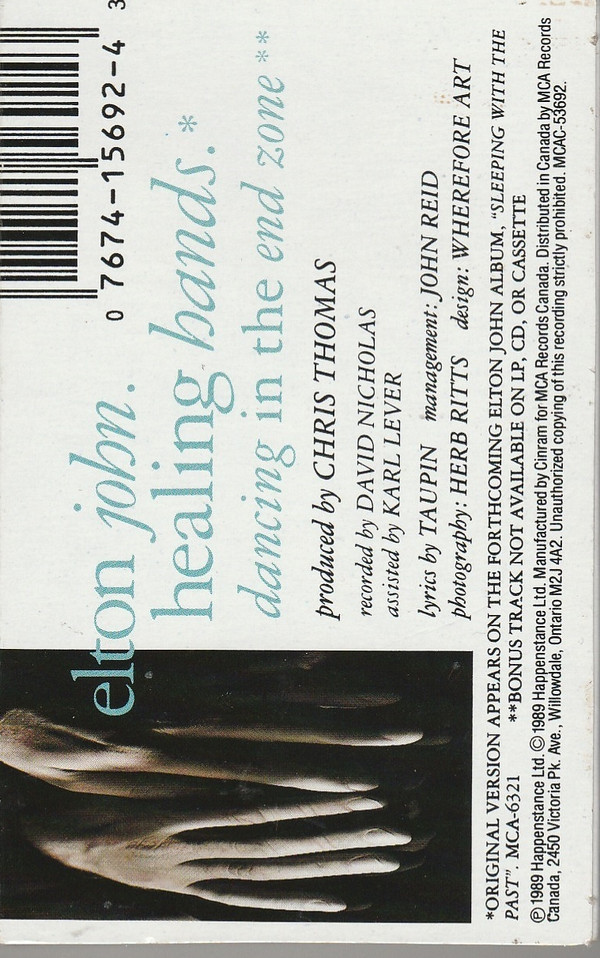 0 7674-15692-4 3
elton john.
healing hands.*
dancing in the end zone**
produced by CHRIS THOMAS
recorded by DAVID NICHOLAS
assisted by KARL LEVER
lyrics by TAUPIN management: JOHN REID
photography: HERB RITTS design: WHEREFORE ART
*ORIGINAL VERSION APPEARS ON THE FORTHCOMING ELTON JOHN ALBUM, "SLEEPING WITH THE
PAST". MCA-6321 **BONUS TRACK NOT AVAILABLE ON LP, CD, OR CASSETTE
℗ 1989 Happenstance Ltd. © 1989 Happenstance Ltd. Manufactured by Cinram for MCA Records Canada. Distributed in Canada by MCA Records
Canada, 2450 Victoria Pk. Ave., Willowdale, Ontario M2J 4A2. Unauthorized copying of this recording strictly prohibited. MCAC-53692.